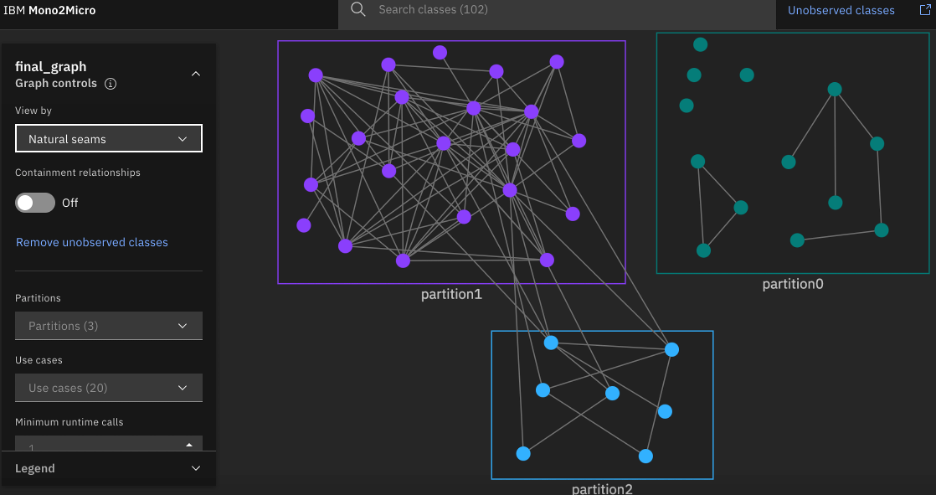 IBM Mono2Micro
Search classes (102)
Unobserved classes
final_graph
Graph controls
View by
Natural seams
Containment relationships
Off
Remove unobserved classes
Partitions
Partitions (3)
Use cases
Use cases (20)
Minimum runtime calls
1
Legend
partition1
partition0
partition2